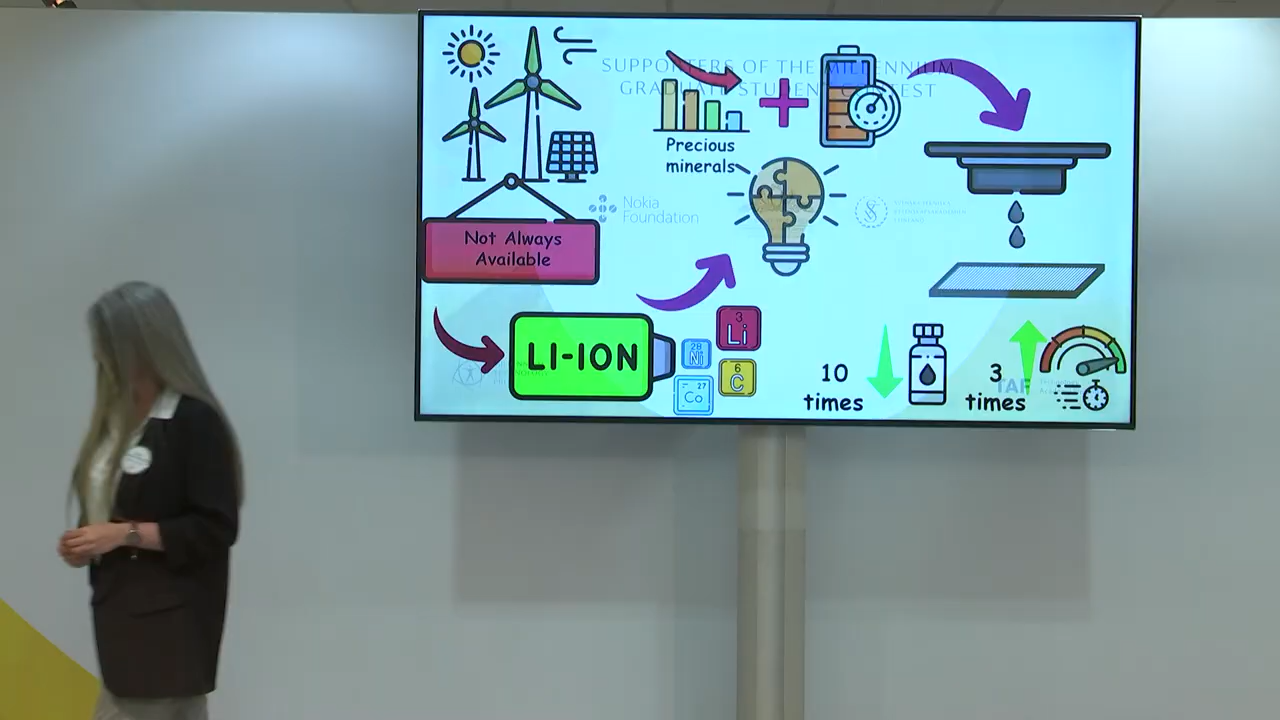 SUPPORTERS OF THE MILLENNIUM
GRADUATE STUDENT CONTEST
Precious
minerals
Nokia
Foundation
Not Always
Available
LI-ION
3
Li
28
Ni
6
C
27
Co
10
times
3
times
TAF